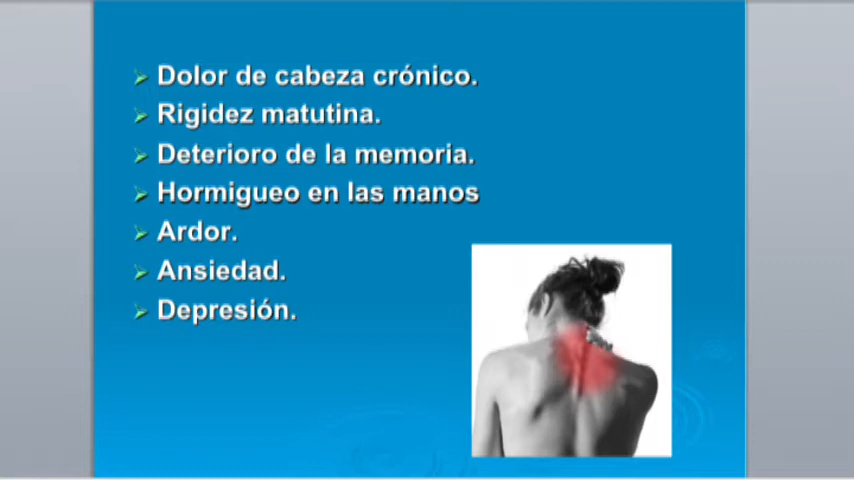 Dolor de cabeza crónico.
Rigidez matutina.
Deterioro de la memoria.
Hormigueo en las manos
Ardor.
Ansiedad.
Depresión.